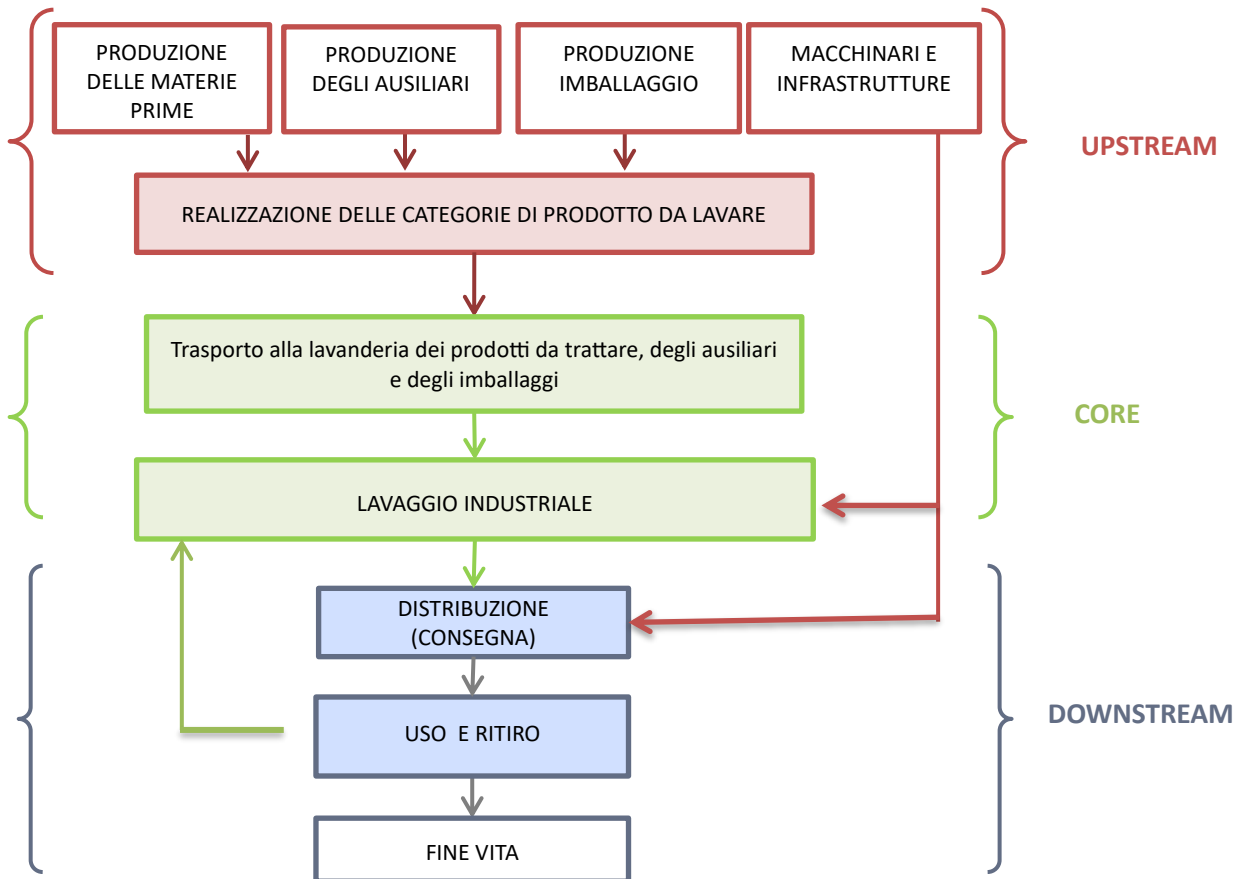 PRODUZIONE
DELLE MATERIE
PRIME
PRODUZIONE
DEGLI AUSILIARI
PRODUZIONE
IMBALLAGGIO
MACCHINARI E
INFRASTRUTTURE
UPSTREAM
REALIZZAZIONE DELLE CATEGORIE DI PRODOTTO DA LAVARE
Trasporto alla lavanderia dei prodotti da trattare, degli ausiliari
e degli imballaggi
CORE
LAVAGGIO INDUSTRIALE
DISTRIBUZIONE
(CONSEGNA)
USO E RITIRO
DOWNSTREAM
FINE VITA